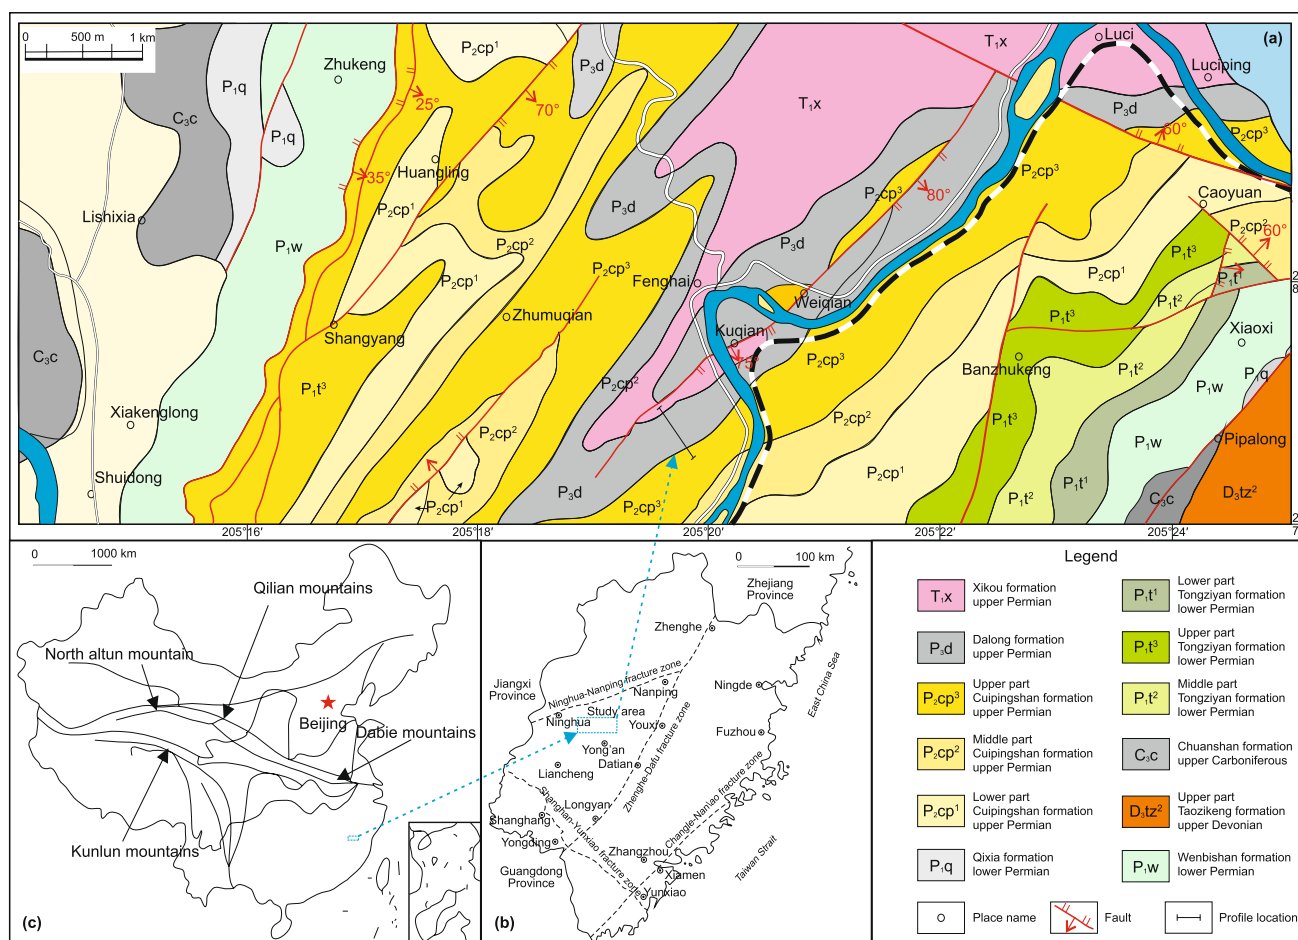 0 500 m 1 km
(a)
P₂cp¹
P₃d
T₁x
T₁x
Luci
Luciping
Zhukeng
P₁q
C₃c
25°
70°
P₃d
P₁q
60°
P₂cp³
Huangling
35°
P₂cp³
P₂cp³
80°
Caoyuan
P₂cp¹
Lishixia
P₃d
P₂cp²
P₁w
P₂cp²
P₃d
P₁t³
60°
P₂cp³
P₂cp¹
P₂cp¹
P₁t¹
Fenghai
Weiqian
P₁t²
P₁t³
Shangyang
Zhumuqian
Kuqian
Xiaoxi
C₃c
75°
P₂cp³
Banzhukeng
P₁t²
P₁t³
P₂cp²
P₁w
P₁q
Xiakenglong
P₂cp²
P₂cp²
P₁t³
P₁w
Pipalong
Shuidong
P₃d
P₂cp¹
P₁t¹
P₂cp¹
P₂cp³
P₁t²
C₃c
D₃tz²
205°16'
205°18'
205°20'
205°22'
205°24'
2
8
2
7
0 1000 km
Qilian mountains
North altun mountain
Beijing
Dabie mountains
Kunlun mountains
(c)
0 100 km
Zhejiang
Province
Zhenghe
Jiangxi
Province
Ninghua-Nanping fracture zone
Nanping
Ningde
East China Sea
Study area
Ninghua
Youxi
Fuzhou
Yong'an
Datian
Liancheng
Zhenghe-Dafu fracture zone
Longyan
Shanghang
Shanghan-Yunxiao fracture zone
Changle-Nan'ao fracture zone
Yongding
Zhangzhou
Xiamen
Taiwan Strait
Guangdong
Province
Yunxiao
(b)
Legend
T₁x
Xikou formation
upper Permian
P₃d
Dalong formation
upper Permian
P₂cp³
Upper part
Cuipingshan formation
upper Permian
P₂cp²
Middle part
Cuipingshan formation
upper Permian
P₂cp¹
Lower part
Cuipingshan formation
upper Permian
P₁q
Qixia formation
lower Permian
P₁t¹
Lower part
Tongziyan formation
lower Permian
P₁t³
Upper part
Tongziyan formation
lower Permian
P₁t²
Middle part
Tongziyan formation
lower Permian
C₃c
Chuanshan formation
upper Carboniferous
D₃tz²
Upper part
Taozikeng formation
upper Devonian
P₁w
Wenbishan formation
lower Permian
Place name
Fault
Profile location